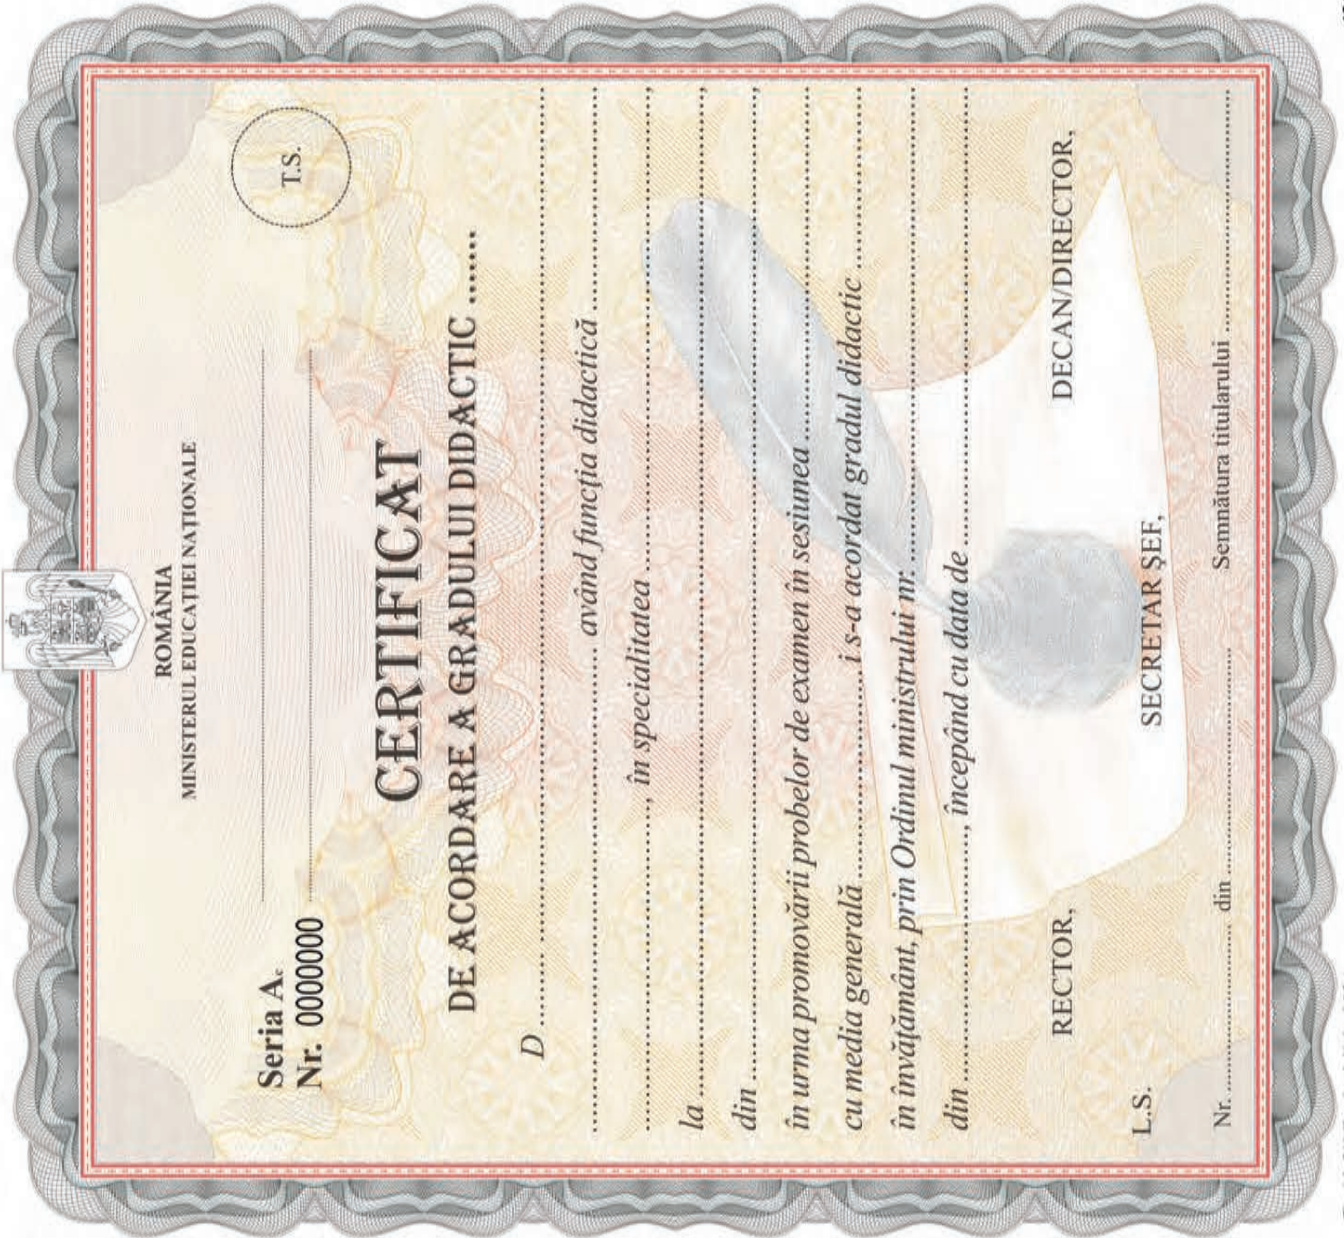 ROMÂNIA
MINISTERUL EDUCAȚIEI NAȚIONALE
T.S.
Seria Ac ....................
Nr. 0000000 ....................
CERTIFICAT
DE ACORDARE A GRADULUI DIDACTIC ......
D ....................
.................... având funcția didactică ....................
...................., în specialitatea ....................
la ....................
din ....................
în urma promovării probelor de examen în sesiunea ....................
cu media generală .................... i s-a acordat gradul didactic ....................
în învățământ, prin Ordinul ministrului nr. ....................
din ...................., începând cu data de ....................
RECTOR,
DECAN/DIRECTOR,
L.S.
SECRETAR ȘEF,
Nr. .................... din ....................
Semnătura titularului ....................